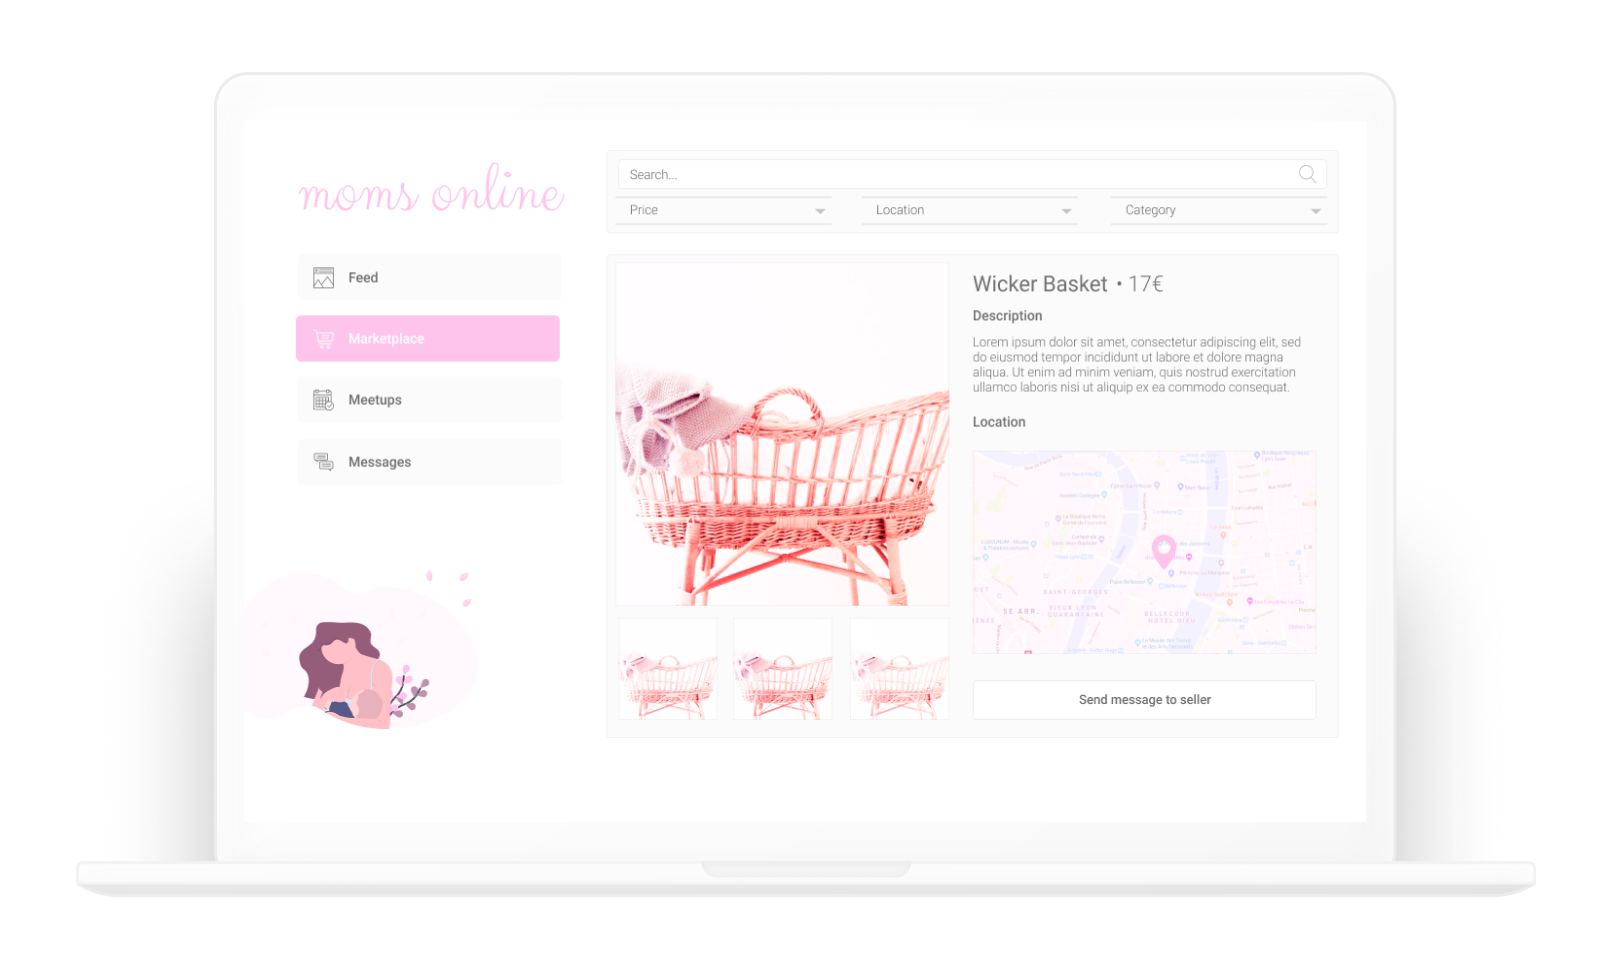 moms online
Feed
Marketplace
Meetups
Messages
Search...
Price
Location
Category
Wicker Basket • 17€
Description
Lorem ipsum dolor sit amet, consectetur adipiscing elit, sed
do eiusmod tempor incididunt ut labore et dolore magna
aliqua. Ut enim ad minim veniam, quis nostrud exercitation
ullamco laboris nisi ut aliquip ex ea commodo consequat.
Location
SAINT-GEORGES
5E ARR
VIEUX LYON
QUARANTAINE
BELLECOUR
HÔTEL DIEU
Send message to seller